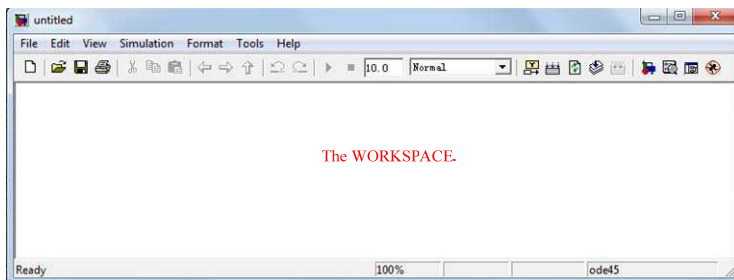 untitled
File Edit View Simulation Format Tools Help
10.0 Normal
The WORKSPACE.
Ready 100% ode45